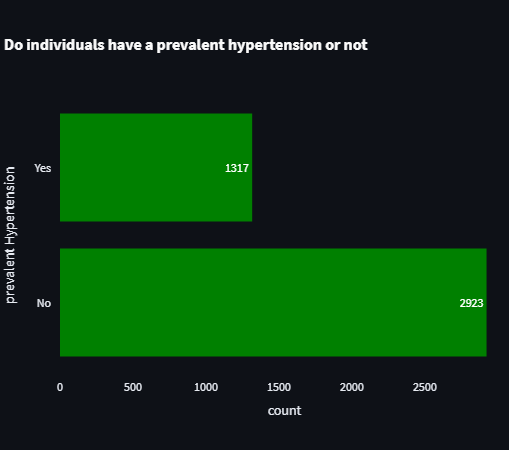 Do individuals have a prevalent hypertension or not
prevalent Hypertension
Yes
1317
No
2923
0 500 1000 1500 2000 2500
count